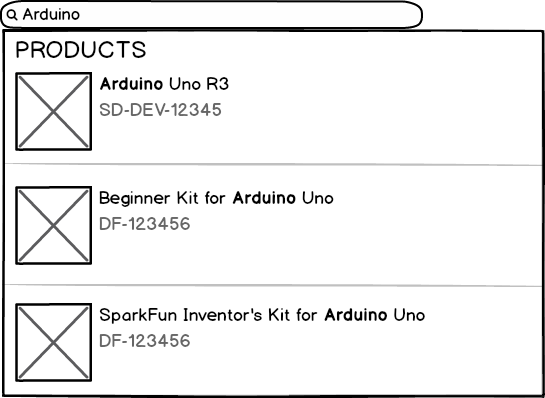 Arduino
PRODUCTS
Arduino Uno R3
SD-DEV-12345
Beginner Kit for Arduino Uno
DF-123456
SparkFun Inventor's Kit for Arduino Uno
DF-123456